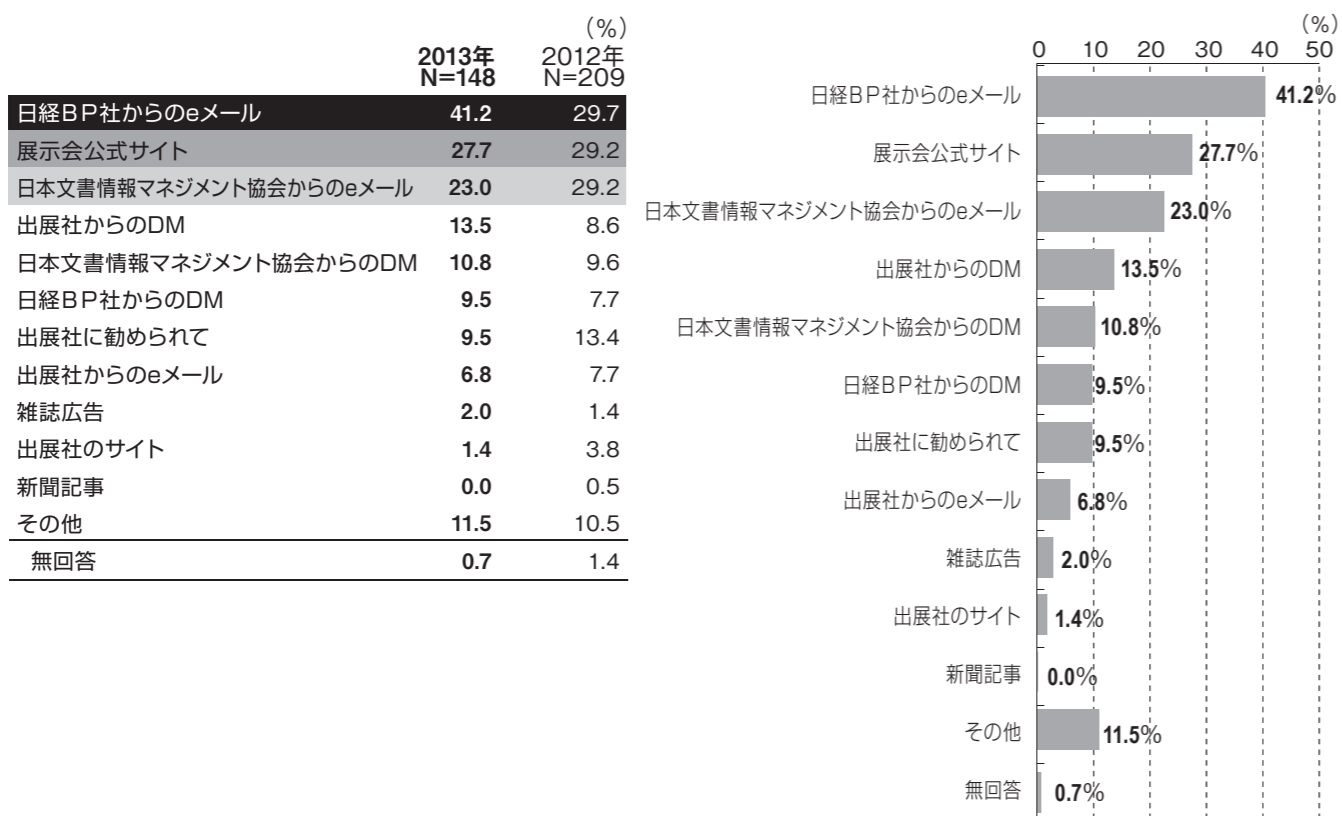 (%)
2013年 2012年
N=148 N=209
日経BP社からのeメール 41.2 29.7
展示会公式サイト 27.7 29.2
日本文書情報マネジメント協会からのeメール 23.0 29.2
出展社からのDM 13.5 8.6
日本文書情報マネジメント協会からのDM 10.8 9.6
日経BP社からのDM 9.5 7.7
出展社に勧められて 9.5 13.4
出展社からのeメール 6.8 7.7
雑誌広告 2.0 1.4
出展社のサイト 1.4 3.8
新聞記事 0.0 0.5
その他 11.5 10.5
無回答 0.7 1.4
(%)
0 10 20 30 40 50
日経BP社からのeメール 41.2%
展示会公式サイト 27.7%
日本文書情報マネジメント協会からのeメール 23.0%
出展社からのDM 13.5%
日本文書情報マネジメント協会からのDM 10.8%
日経BP社からのDM 9.5%
出展社に勧められて 9.5%
出展社からのeメール 6.8%
雑誌広告 2.0%
出展社のサイト 1.4%
新聞記事 0.0%
その他 11.5%
無回答 0.7%